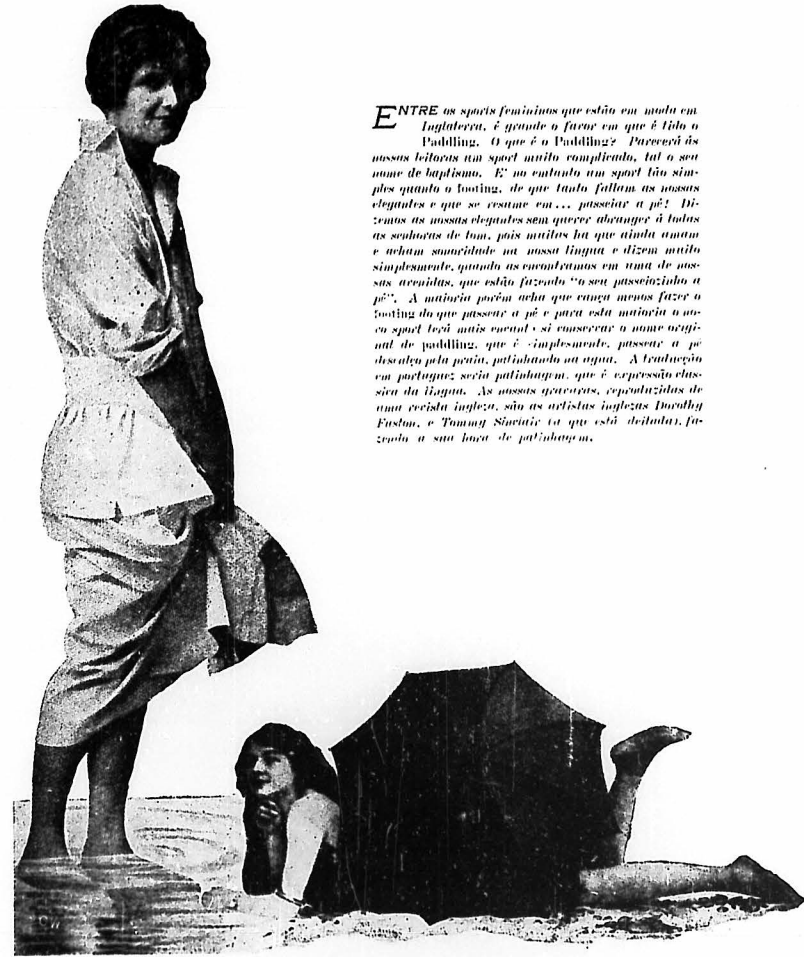 ENTRE os sports femininos que estão em moda em
Inglaterra, é grande o favor em que é tido o
Paddling. O que é o Paddling? Parecerá ás
nossas leitoras um sport muito complicado, tal o seu
nome de baptismo. E' no emtanto um sport tão sim-
ples quanto o footing, de que tanto fallam as nossas
elegantes e que se resume em... passeiar a pé! Di-
zemos as nossas elegantes sem querer abranger á todas
as senhoras de tom, pois muitas ha que ainda amam
e acham sonoridade na nossa lingua e dizem muito
simplesmente, quando as encontramos em uma de nos-
sas avenidas, que estão fazendo "o seu passeiozinho a
pé". A maioria porém acha que cança menos fazer o
footing do que passear a pé e para esta maioria o no-
vo sport terá mais encanto si conservar o nome origi-
nal de paddling, que é simplesmente, passear a pé
descalço pela praia, patinhando na agua. A traducção
em portuguez seria patinhagem, que é expressão clas-
sica da lingua. As nossas gravuras, reproduzidas de
uma revista ingleza, são as artistas inglezas Dorothy
Faston, e Tommy Sinclair (a que está deitada), fa-
zendo a sua hora de patinhagem.